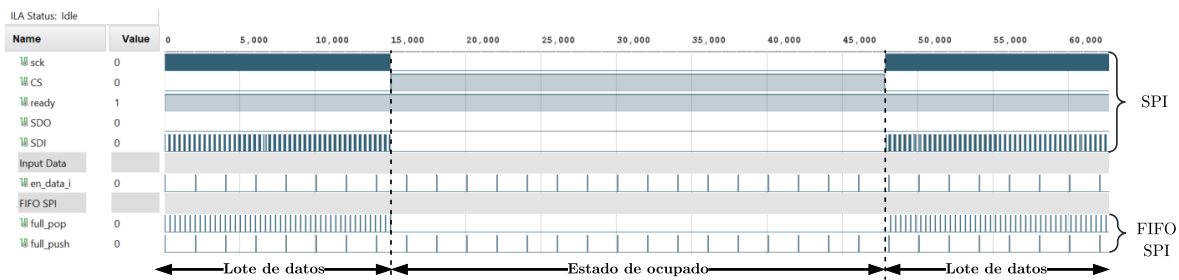 ILA Status: Idle
Name Value 0 5,000 10,000 15,000 20,000 25,000 30,000 35,000 40,000 45,000 50,000 55,000 60,000
sck 0
CS 0
ready 1
SDO 0
SDI 0
SPI
Input Data
en_data_i 0
FIFO SPI
full_pop 0
full_push 0
FIFO
SPI
Lote de datos Estado de ocupado Lote de datos